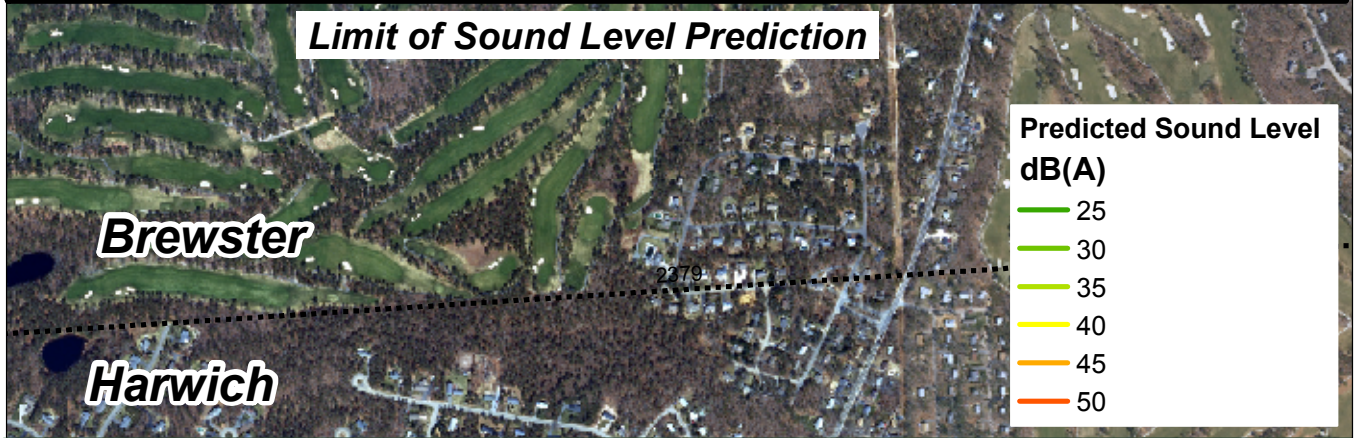 Limit of Sound Level Prediction
Predicted Sound Level
dB(A)
25
30
35
40
45
50
Brewster
2379
Harwich